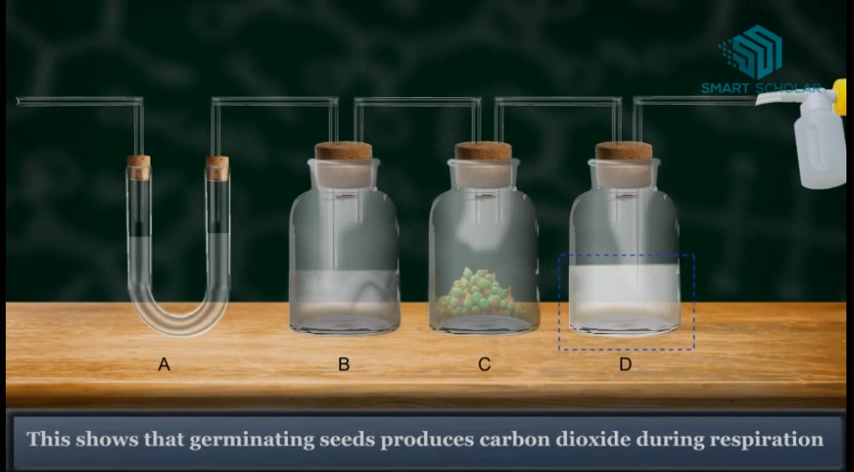 SMART SCHOLAR
A B C D
This shows that germinating seeds produces carbon dioxide during respiration